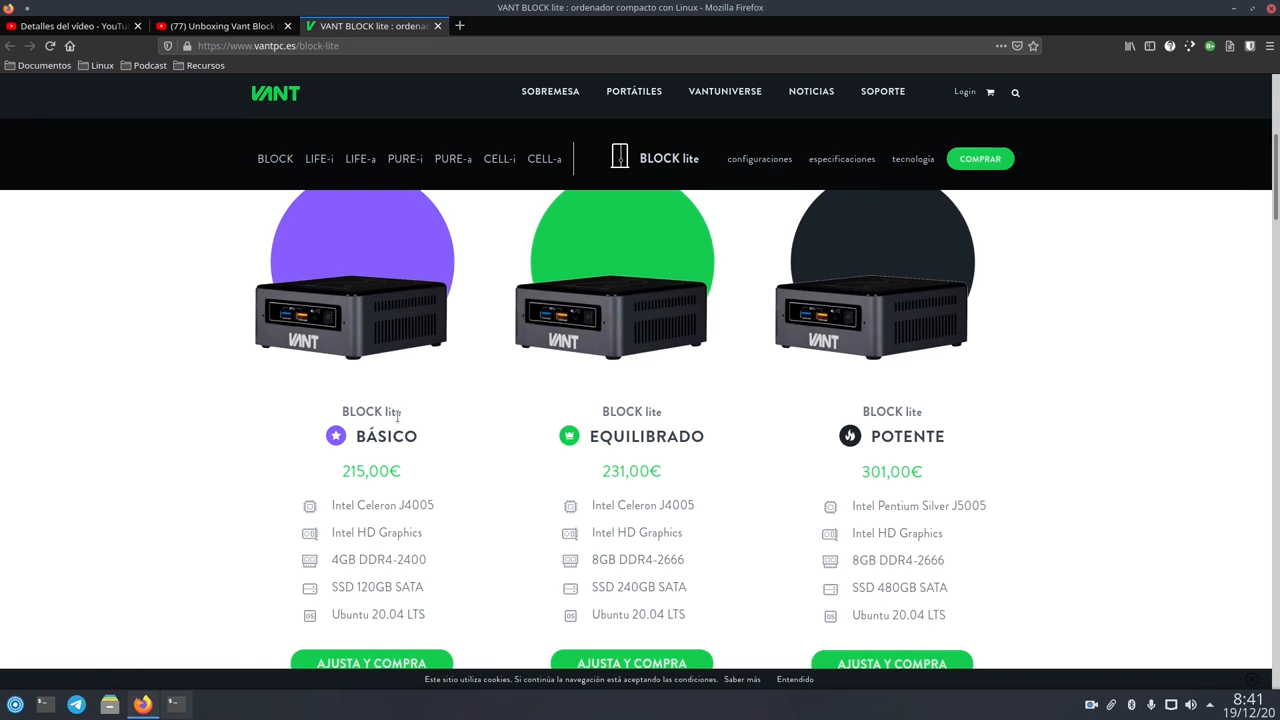 VANT BLOCK lite : ordenador compacto con Linux - Mozilla Firefox
Detalles del vídeo - YouTu
(77) Unboxing Vant Block
VANT BLOCK lite : ordena
https://www.vantpc.es/block-lite
Documentos
Linux
Podcast
Recursos
VANT
SOBREMESA
PORTÁTILES
VANTUNIVERSE
NOTICIAS
SOPORTE
Login
BLOCK
LIFE-i
LIFE-a
PURE-i
PURE-a
CELL-i
CELL-a
BLOCK lite
configuraciones
especificaciones
tecnología
COMPRAR
VANT
VANT
VANT
BLOCK lite
BÁSICO
215,00€
Intel Celeron J4005
Intel HD Graphics
4GB DDR4-2400
SSD 120GB SATA
Ubuntu 20.04 LTS
AJUSTA Y COMPRA
BLOCK lite
EQUILIBRADO
231,00€
Intel Celeron J4005
Intel HD Graphics
8GB DDR4-2666
SSD 240GB SATA
Ubuntu 20.04 LTS
AJUSTA Y COMPRA
BLOCK lite
POTENTE
301,00€
Intel Pentium Silver J5005
Intel HD Graphics
8GB DDR4-2666
SSD 480GB SATA
Ubuntu 20.04 LTS
AJUSTA Y COMPRA
Este sitio utiliza cookies. Si continúa la navegación está aceptando las condiciones. Saber más Entendido
8:41
19/12/20